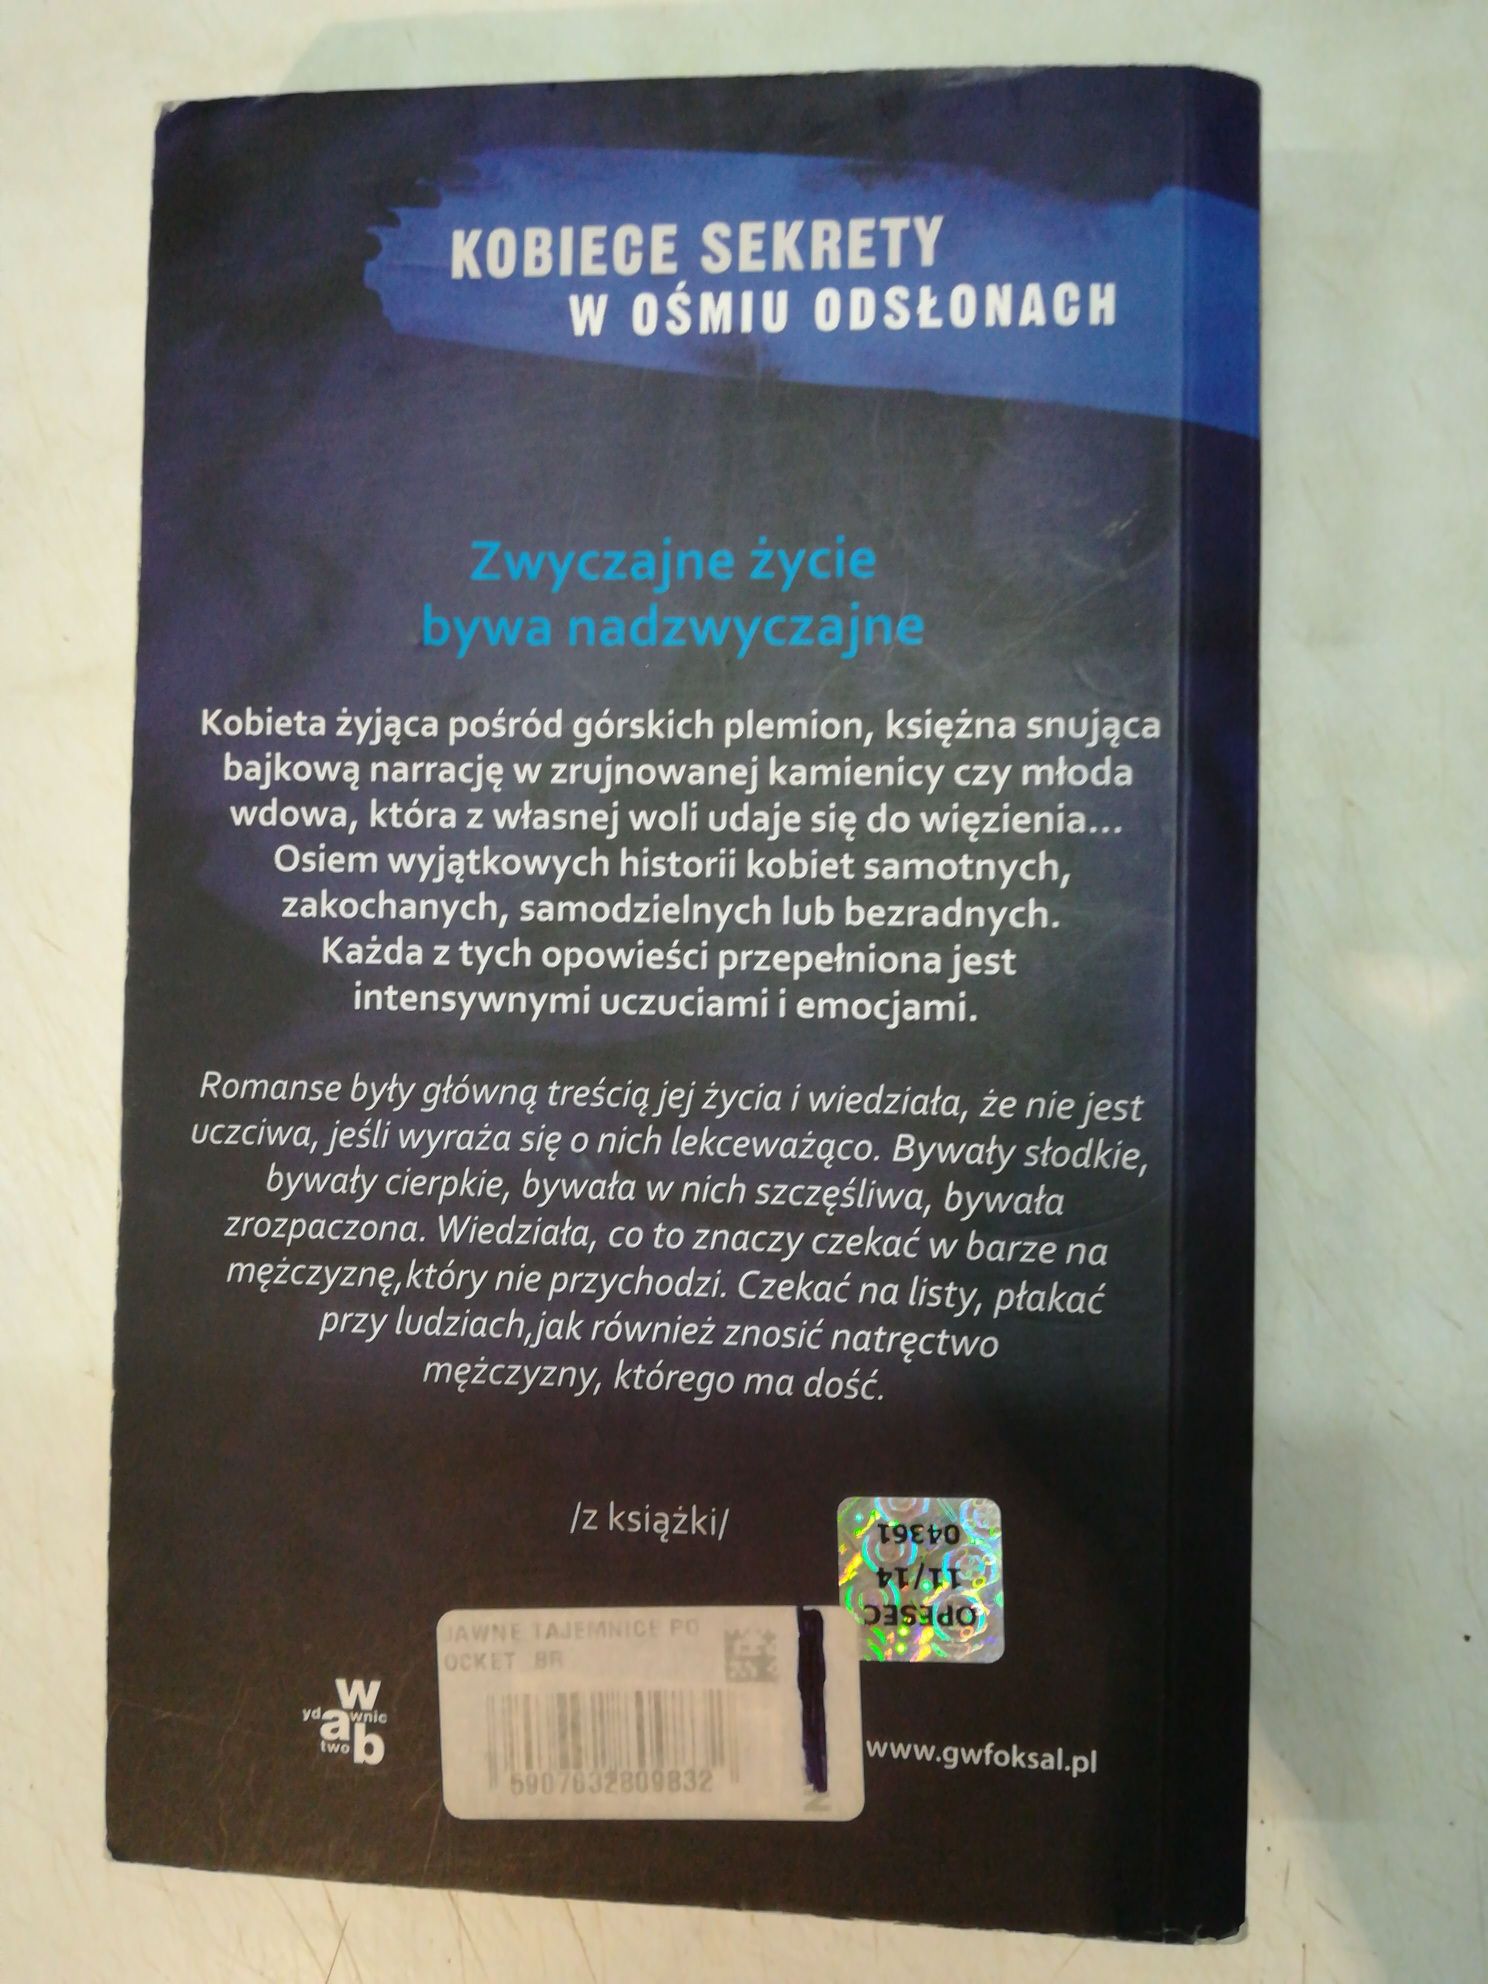 KOBIECE SEKRETY
W OŚMIU ODSŁONACH
Zwyczajne życie
bywa nadzwyczajne
Kobieta żyjąca pośród górskich plemion, księżna snująca
bajkową narrację w zrujnowanej kamienicy czy młoda
wdowa, która z własnej woli udaje się do więzienia...
Osiem wyjątkowych historii kobiet samotnych,
zakochanych, samodzielnych lub bezradnych.
Każda z tych opowieści przepełniona jest
intensywnymi uczuciami i emocjami.
Romanse były główną treścią jej życia i wiedziała, że nie jest
uczciwa, jeśli wyraża się o nich lekceważąco. Bywały słodkie,
bywały cierpkie, bywała w nich szczęśliwa, bywała
zrozpaczona. Wiedziała, co to znaczy czekać w barze na
mężczyznę,który nie przychodzi. Czekać na listy, płakać
przy ludziach,jak również znosić natręctwo
mężczyzny, którego ma dość.
/z książki/
OPESEC
11/14
04361
JAWNE TAJEMNICE PO
OCKET BR
5907632809832
w
ydawnic
two b
www.gwfoksal.pl